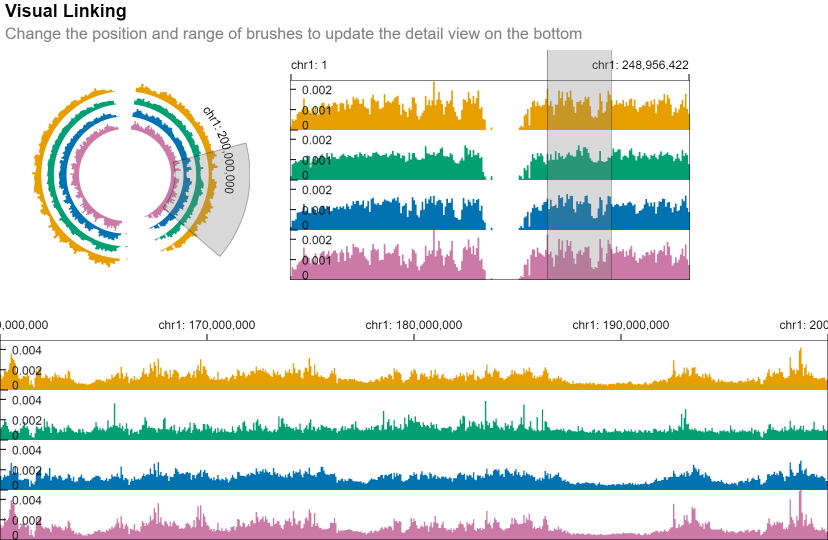 Visual Linking
Change the position and range of brushes to update the detail view on the bottom
chr1: 1
chr1: 248,956,422
chr1: 200,000,000
0.002
0.001
0
0.002
0.001
0
0.002
0.001
0
0.002
0.001
0
0,000,000
chr1: 170,000,000
chr1: 180,000,000
chr1: 190,000,000
chr1: 200
0.004
0.002
0
0.004
0.002
0
0.004
0.002
0
0.004
0.002
0